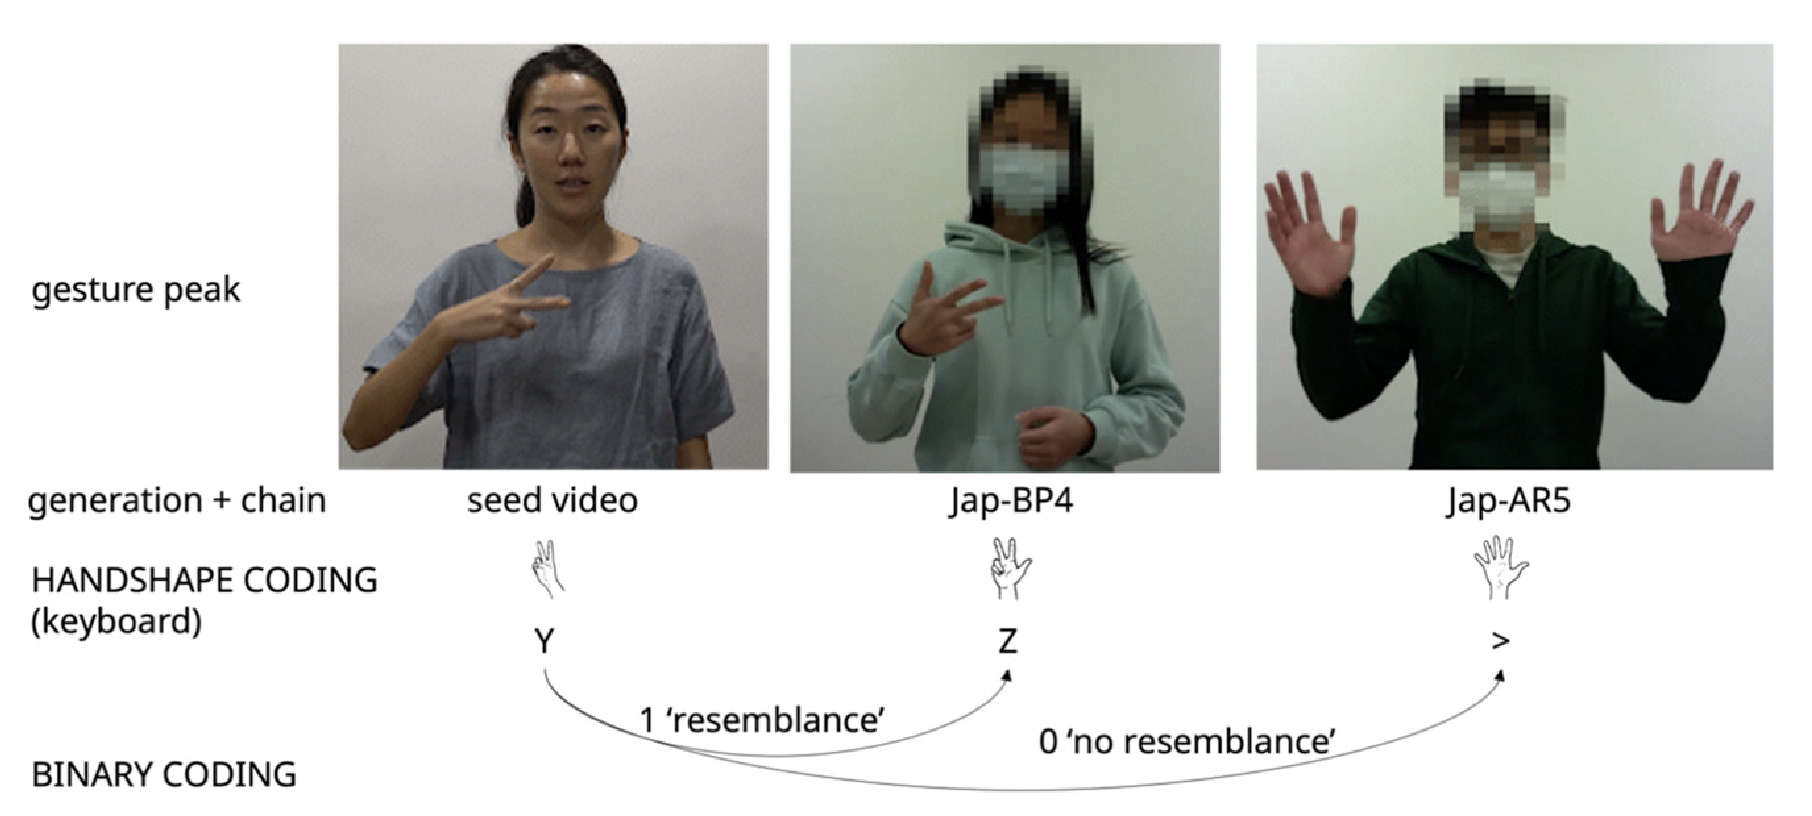 gesture peak
generation + chain
seed video
Jap-BP4
Jap-AR5
HANDSHAPE CODING
(keyboard)
Y
Z
>
1 ‘resemblance’
0 ‘no resemblance’
BINARY CODING